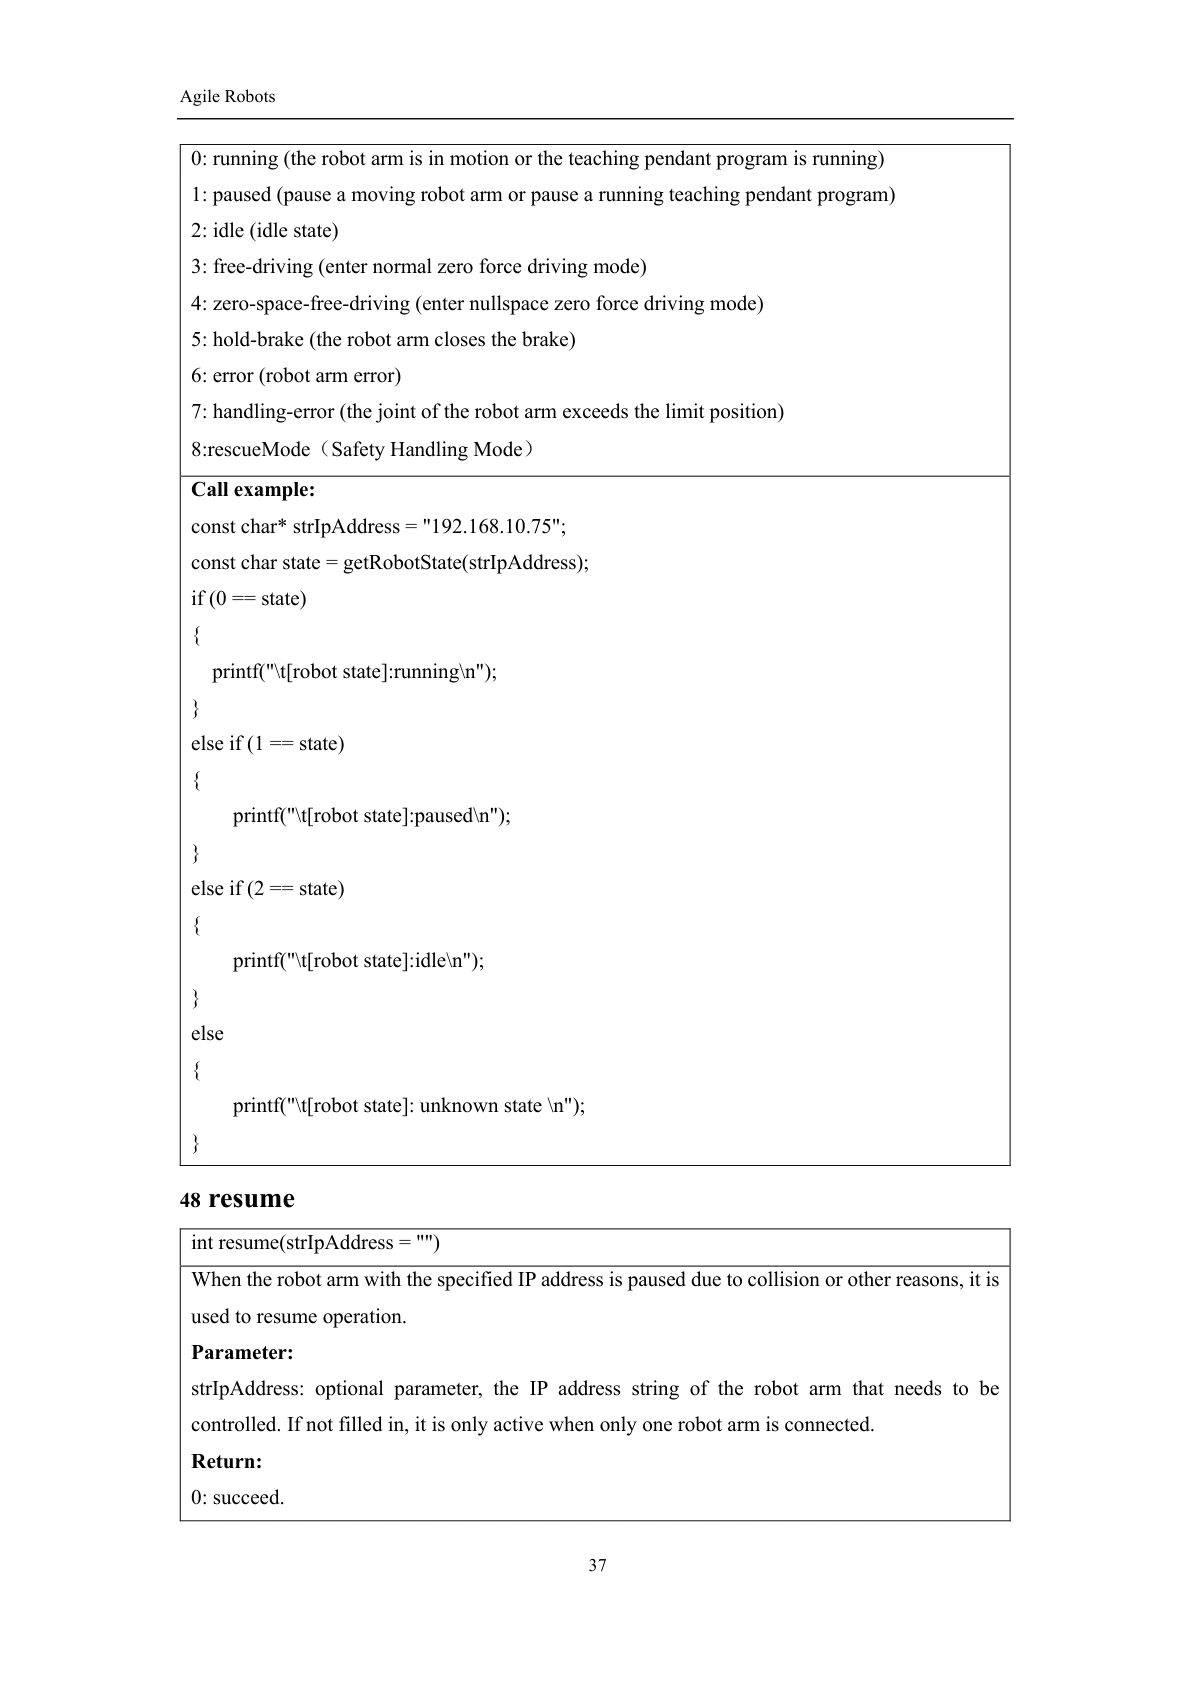 Agile Robots
0: running (the robot arm is in motion or the teaching pendant program is running)
1: paused (pause a moving robot arm or pause a running teaching pendant program)
2: idle (idle state)
3: free-driving (enter normal zero force driving mode)
4: zero-space-free-driving (enter nullspace zero force driving mode)
5: hold-brake (the robot arm closes the brake)
6: error (robot arm error)
7: handling-error (the joint of the robot arm exceeds the limit position)
8:rescueMode（Safety Handling Mode）
Call example:
const char* strIpAddress = "192.168.10.75";
const char state = getRobotState(strIpAddress);
if (0 == state)
{
printf("\t[robot state]:running\n");
}
else if (1 == state)
{
printf("\t[robot state]:paused\n");
}
else if (2 == state)
{
printf("\t[robot state]:idle\n");
}
else
{
printf("\t[robot state]: unknown state \n");
}
48 resume
int resume(strIpAddress = "")
When the robot arm with the specified IP address is paused due to collision or other reasons, it is
used to resume operation.
Parameter:
strIpAddress: optional parameter, the IP address string of the robot arm that needs to be
controlled. If not filled in, it is only active when only one robot arm is connected.
Return:
0: succeed.
37